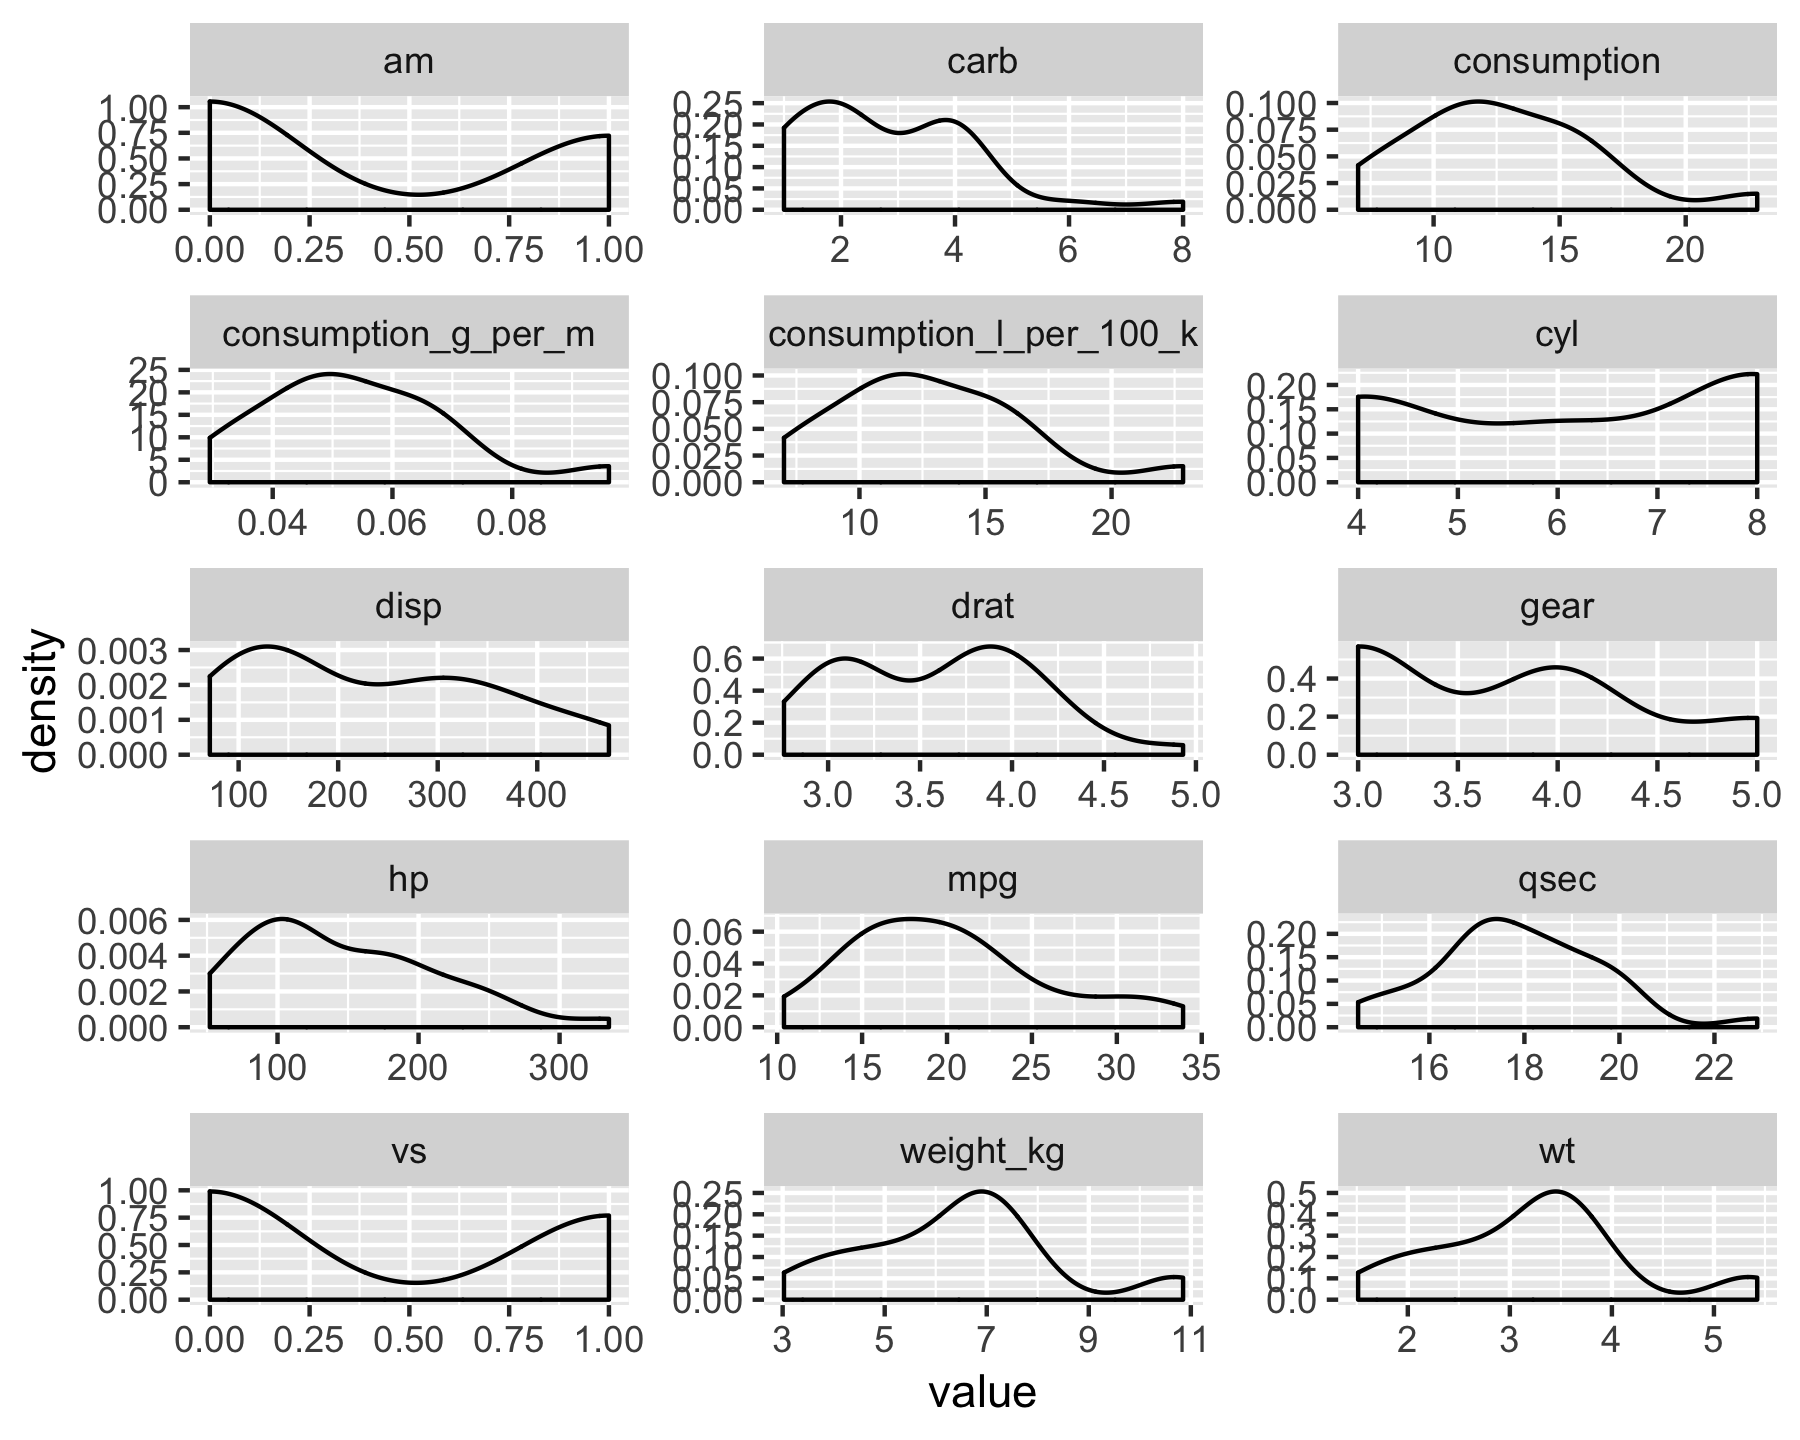 am carb consumption
1.00 0.25 0.100
0.75 0.20 0.075
0.50 0.15 0.050
0.25 0.10 0.025
0.00 0.05 0.000
0.00
0.00 0.25 0.50 0.75 1.00 2 4 6 8 10 15 20
consumption_g_per_m consumption_l_per_100_k cyl
25 0.100 0.20
20 0.075 0.15
15 0.050 0.10
10 0.025 0.05
5 0.000 0.00
0
0.04 0.06 0.08 10 15 20 4 5 6 7 8
disp drat gear
0.003 0.6 0.4
0.002 0.4 0.2
0.001 0.2 0.0
0.000 0.0
100 200 300 400 3.0 3.5 4.0 4.5 5.0 3.0 3.5 4.0 4.5 5.0
density
hp mpg qsec
0.006 0.06 0.20
0.004 0.04 0.15
0.002 0.02 0.10
0.000 0.00 0.05
0.00
100 200 300 10 15 20 25 30 35 16 18 20 22
vs weight_kg wt
1.00 0.25 0.5
0.75 0.20 0.4
0.50 0.15 0.3
0.25 0.10 0.2
0.00 0.05 0.1
0.00 0.0
0.00 0.25 0.50 0.75 1.00 3 5 7 9 11 2 3 4 5
value